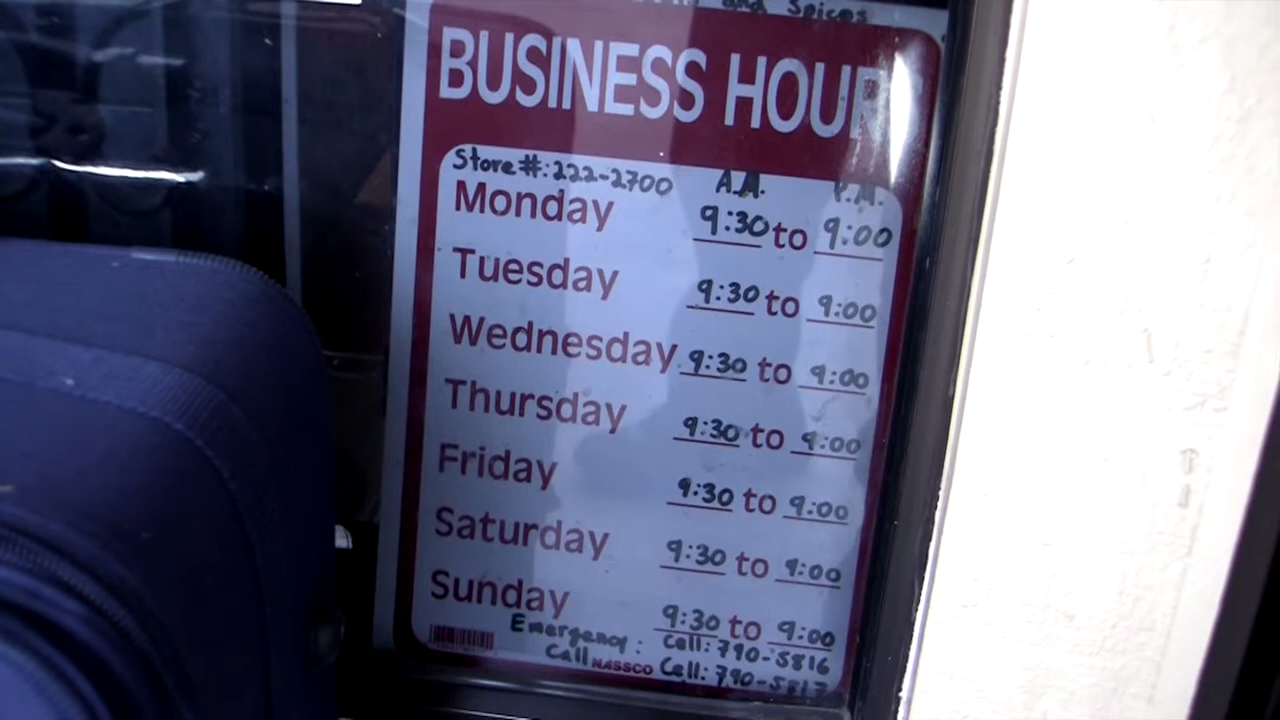 and Spices
BUSINESS HOUR
Store #: 222-2700 A.M. P.M.
Monday 9:30 to 9:00
Tuesday 9:30 to 9:00
Wednesday 9:30 to 9:00
Thursday 9:30 to 9:00
Friday 9:30 to 9:00
Saturday 9:30 to 9:00
Sunday 9:30 to 9:00
Emergency: Cell: 790-5816
Call NASSCO Cell: 790-5817